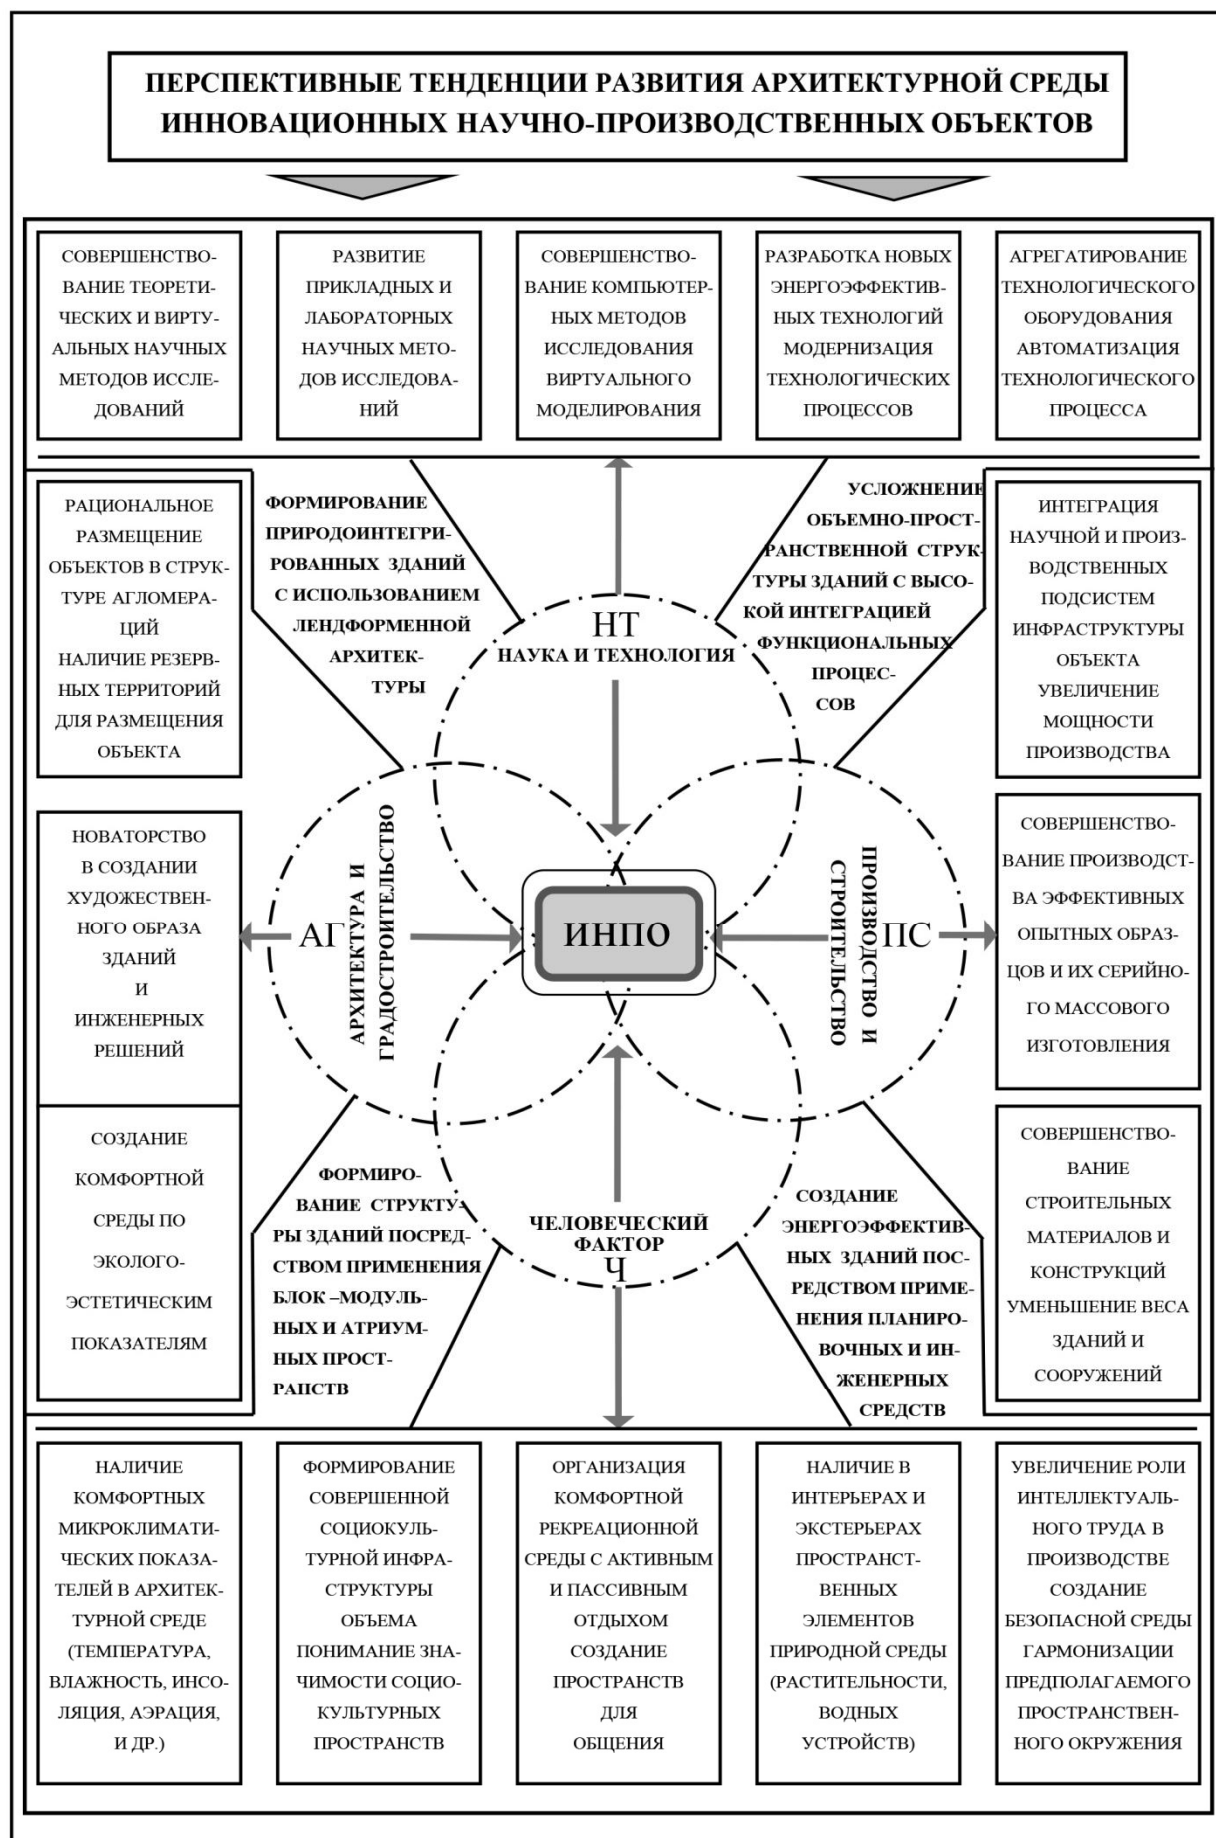 ПЕРСПЕКТИВНЫЕ ТЕНДЕНЦИИ РАЗВИТИЯ АРХИТЕКТУРНОЙ СРЕДЫ
ИННОВАЦИОННЫХ НАУЧНО-ПРОИЗВОДСТВЕННЫХ ОБЪЕКТОВ
СОВЕРШЕНСТВО-
ВАНИЕ ТЕОРЕТИ-
ЧЕСКИХ И ВИРТУ-
АЛЬНЫХ НАУЧНЫХ
МЕТОДОВ ИССЛЕ-
ДОВАНИЙ
РАЗВИТИЕ
ПРИКЛАДНЫХ И
ЛАБОРАТОРНЫХ
НАУЧНЫХ МЕТО-
ДОВ ИССЛЕДОВА-
НИЙ
СОВЕРШЕНСТВО-
ВАНИЕ КОМПЬЮТЕР-
НЫХ МЕТОДОВ
ИССЛЕДОВАНИЯ
ВИРТУАЛЬНОГО
МОДЕЛИРОВАНИЯ
РАЗРАБОТКА НОВЫХ
ЭНЕРГОЭФФЕКТИВ-
НЫХ ТЕХНОЛОГИЙ
МОДЕРНИЗАЦИЯ
ТЕХНОЛОГИЧЕСКИХ
ПРОЦЕССОВ
АГРЕГАТИРОВАНИЕ
ТЕХНОЛОГИЧЕСКОГО
ОБОРУДОВАНИЯ
АВТОМАТИЗАЦИЯ
ТЕХНОЛОГИЧЕСКОГО
ПРОЦЕССА
РАЦИОНАЛЬНОЕ
РАЗМЕЩЕНИЕ
ОБЪЕКТОВ В СТРУК-
ТУРЕ АГЛОМЕРА-
ЦИЙ
НАЛИЧИЕ РЕЗЕРВ-
НЫХ ТЕРРИТОРИЙ
ДЛЯ РАЗМЕЩЕНИЯ
ОБЪЕКТА
ФОРМИРОВАНИЕ
ПРИРОДОИНТЕГРИ-
РОВАННЫХ ЗДАНИЙ
С ИСПОЛЬЗОВАНИЕМ
ЛЕНДФОРМЕННОЙ
АРХИТЕК-
ТУРЫ
НТ
НАУКА И ТЕХНОЛОГИЯ
УСЛОЖНЕНИЕ
ОБЪЕМНО-ПРОСТ-
РАНСТВЕННОЙ СТРУК-
ТУРЫ ЗДАНИЙ С ВЫСО-
КОЙ ИНТЕГРАЦИЕЙ
ФУНКЦИОНАЛЬНЫХ
ПРОЦЕС-
СОВ
ИНТЕГРАЦИЯ
НАУЧНОЙ И ПРОИЗ-
ВОДСТВЕННЫХ
ПОДСИСТЕМ
ИНФРАСТРУКТУРЫ
ОБЪЕКТА
УВЕЛИЧЕНИЕ
МОЩНОСТИ
ПРОИЗВОДСТВА
НОВАТОРСТВО
В СОЗДАНИИ
ХУДОЖЕСТВЕН-
НОГО ОБРАЗА
ЗДАНИЙ
И
ИНЖЕНЕРНЫХ
РЕШЕНИЙ
АГ
АРХИТЕКТУРА И
ГРАДОСТРОИТЕЛЬСТВО
ИНПО
ПРОИЗВОДСТВО И
СТРОИТЕЛЬСТВО
ПС
СОВЕРШЕНСТВО-
ВАНИЕ ПРОИЗВОДСТ-
ВА ЭФФЕКТИВНЫХ
ОПЫТНЫХ ОБРАЗ-
ЦОВ И ИХ СЕРИЙНО-
ГО МАССОВОГО
ИЗГОТОВЛЕНИЯ
СОЗДАНИЕ
КОМФОРТНОЙ
СРЕДЫ ПО
ЭКОЛОГО-
ЭСТЕТИЧЕСКИМ
ПОКАЗАТЕЛЯМ
ФОРМИРО-
ВАНИЕ СТРУКТУ-
РЫ ЗДАНИЙ ПОСРЕД-
СТВОМ ПРИМЕНЕНИЯ
БЛОК –МОДУЛЬ-
НЫХ И АТРИУМ-
НЫХ ПРОСТ-
РАПСТВ
ЧЕЛОВЕЧЕСКИЙ
ФАКТОР
Ч
СОЗДАНИЕ
ЭНЕРГОЭФФЕКТИВ-
НЫХ ЗДАНИЙ ПОС-
РЕДСТВОМ ПРИМЕ-
НЕНИЯ ПЛАНИРО-
ВОЧНЫХ И ИН-
ЖЕНЕРНЫХ
СРЕДСТВ
СОВЕРШЕНСТВО-
ВАНИЕ
СТРОИТЕЛЬНЫХ
МАТЕРИАЛОВ И
КОНСТРУКЦИЙ
УМЕНЬШЕНИЕ ВЕСА
ЗДАНИЙ И
СООРУЖЕНИЙ
НАЛИЧИЕ
КОМФОРТНЫХ
МИКРОКЛИМАТИ-
ЧЕСКИХ ПОКАЗА-
ТЕЛЕЙ В АРХИТЕК-
ТУРНОЙ СРЕДЕ
(ТЕМПЕРАТУРА,
ВЛАЖНОСТЬ, ИНСО-
ЛЯЦИЯ, АЭРАЦИЯ,
И ДР.)
ФОРМИРОВАНИЕ
СОВЕРШЕННОЙ
СОЦИОКУЛЬ-
ТУРНОЙ ИНФРА-
СТРУКТУРЫ
ОБЪЕМА
ПОНИМАНИЕ ЗНА-
ЧИМОСТИ СОЦИО-
КУЛЬТУРНЫХ
ПРОСТРАНСТВ
ОРГАНИЗАЦИЯ
КОМФОРТНОЙ
РЕКРЕАЦИОННОЙ
СРЕДЫ С АКТИВНЫМ
И ПАССИВНЫМ
ОТДЫХОМ
СОЗДАНИЕ
ПРОСТРАНСТВ
ДЛЯ
ОБЩЕНИЯ
НАЛИЧИЕ В
ИНТЕРЬЕРАХ И
ЭКСТЕРЬЕРАХ
ПРОСТРАНСТ-
ВЕННЫХ
ЭЛЕМЕНТОВ
ПРИРОДНОЙ СРЕДЫ
(РАСТИТЕЛЬНОСТИ,
ВОДНЫХ
УСТРОЙСТВ)
УВЕЛИЧЕНИЕ РОЛИ
ИНТЕЛЛЕКТУАЛЬ-
НОГО ТРУДА В
ПРОИЗВОДСТВЕ
СОЗДАНИЕ
БЕЗОПАСНОЙ СРЕДЫ
ГАРМОНИЗАЦИИ
ПРЕДПОЛАГАЕМОГО
ПРОСТРАНСТВЕН-
НОГО ОКРУЖЕНИЯ